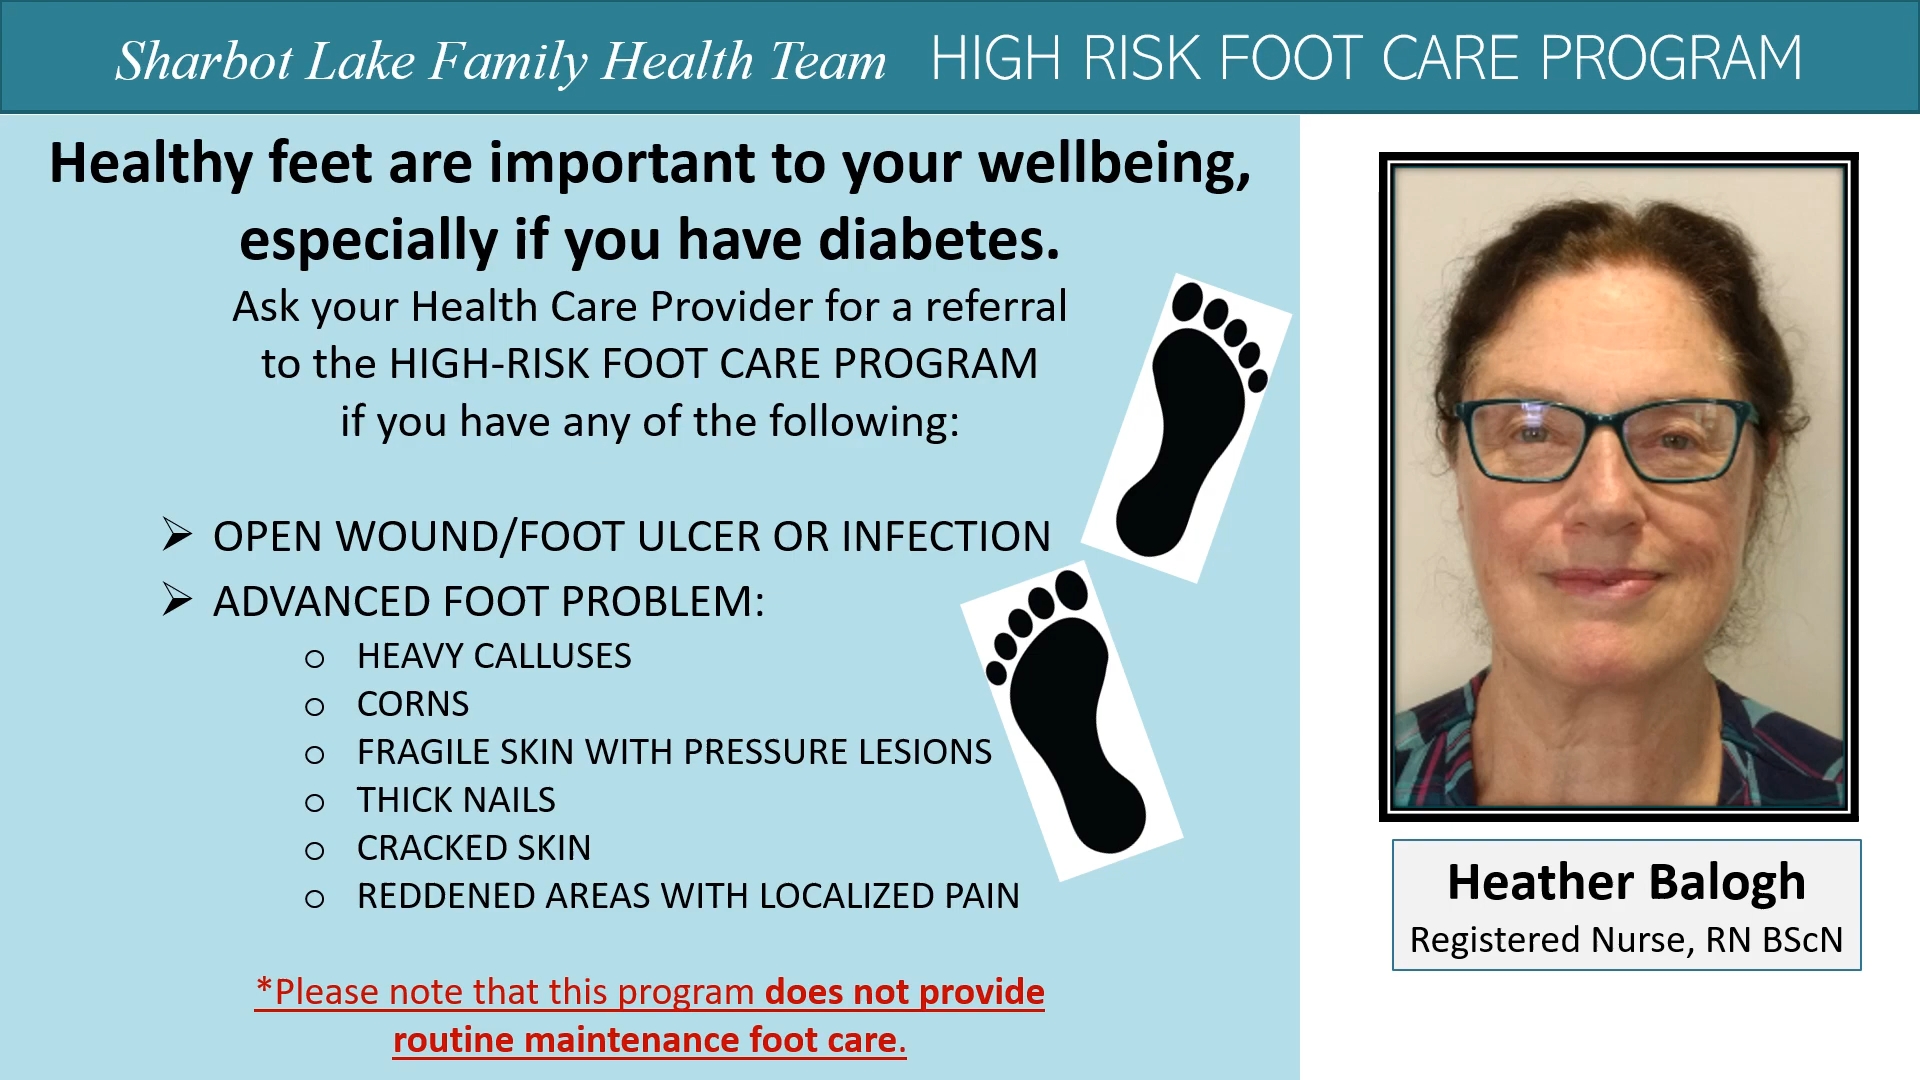 Sharbot Lake Family Health Team HIGH RISK FOOT CARE PROGRAM
Healthy feet are important to your wellbeing,
especially if you have diabetes.
Ask your Health Care Provider for a referral
to the HIGH-RISK FOOT CARE PROGRAM
if you have any of the following:
➢ OPEN WOUND/FOOT ULCER OR INFECTION
➢ ADVANCED FOOT PROBLEM:
o HEAVY CALLUSES
o CORNS
o FRAGILE SKIN WITH PRESSURE LESIONS
o THICK NAILS
o CRACKED SKIN
o REDDENED AREAS WITH LOCALIZED PAIN
*Please note that this program does not provide
routine maintenance foot care.
Heather Balogh
Registered Nurse, RN BScN